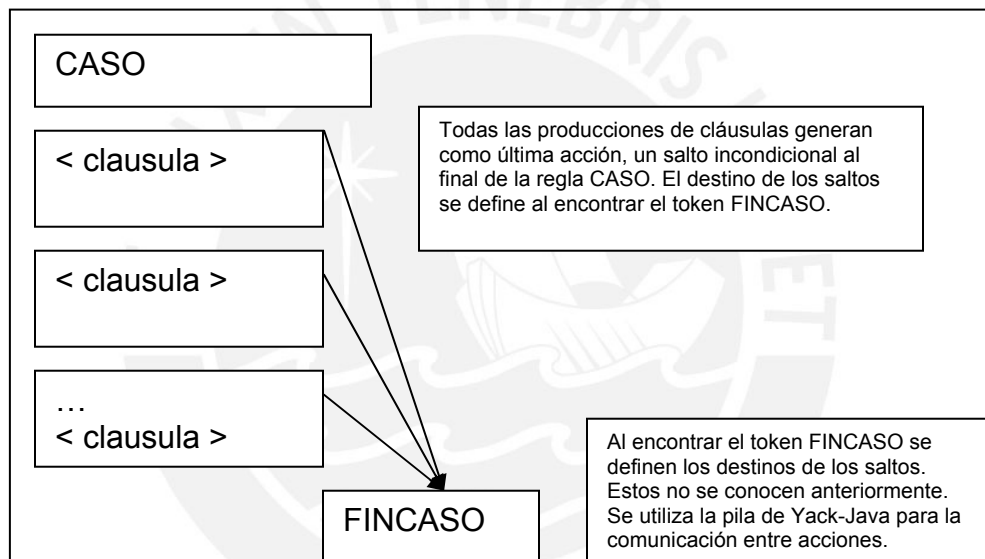 CASO
< clausula >
Todas las producciones de cláusulas generan
como última acción, un salto incondicional al
final de la regla CASO. El destino de los saltos
se define al encontrar el token FINCASO.
< clausula >
…
< clausula >
Al encontrar el token FINCASO se
definen los destinos de los saltos.
Estos no se conocen anteriormente.
Se utiliza la pila de Yack-Java para la
comunicación entre acciones.
FINCASO